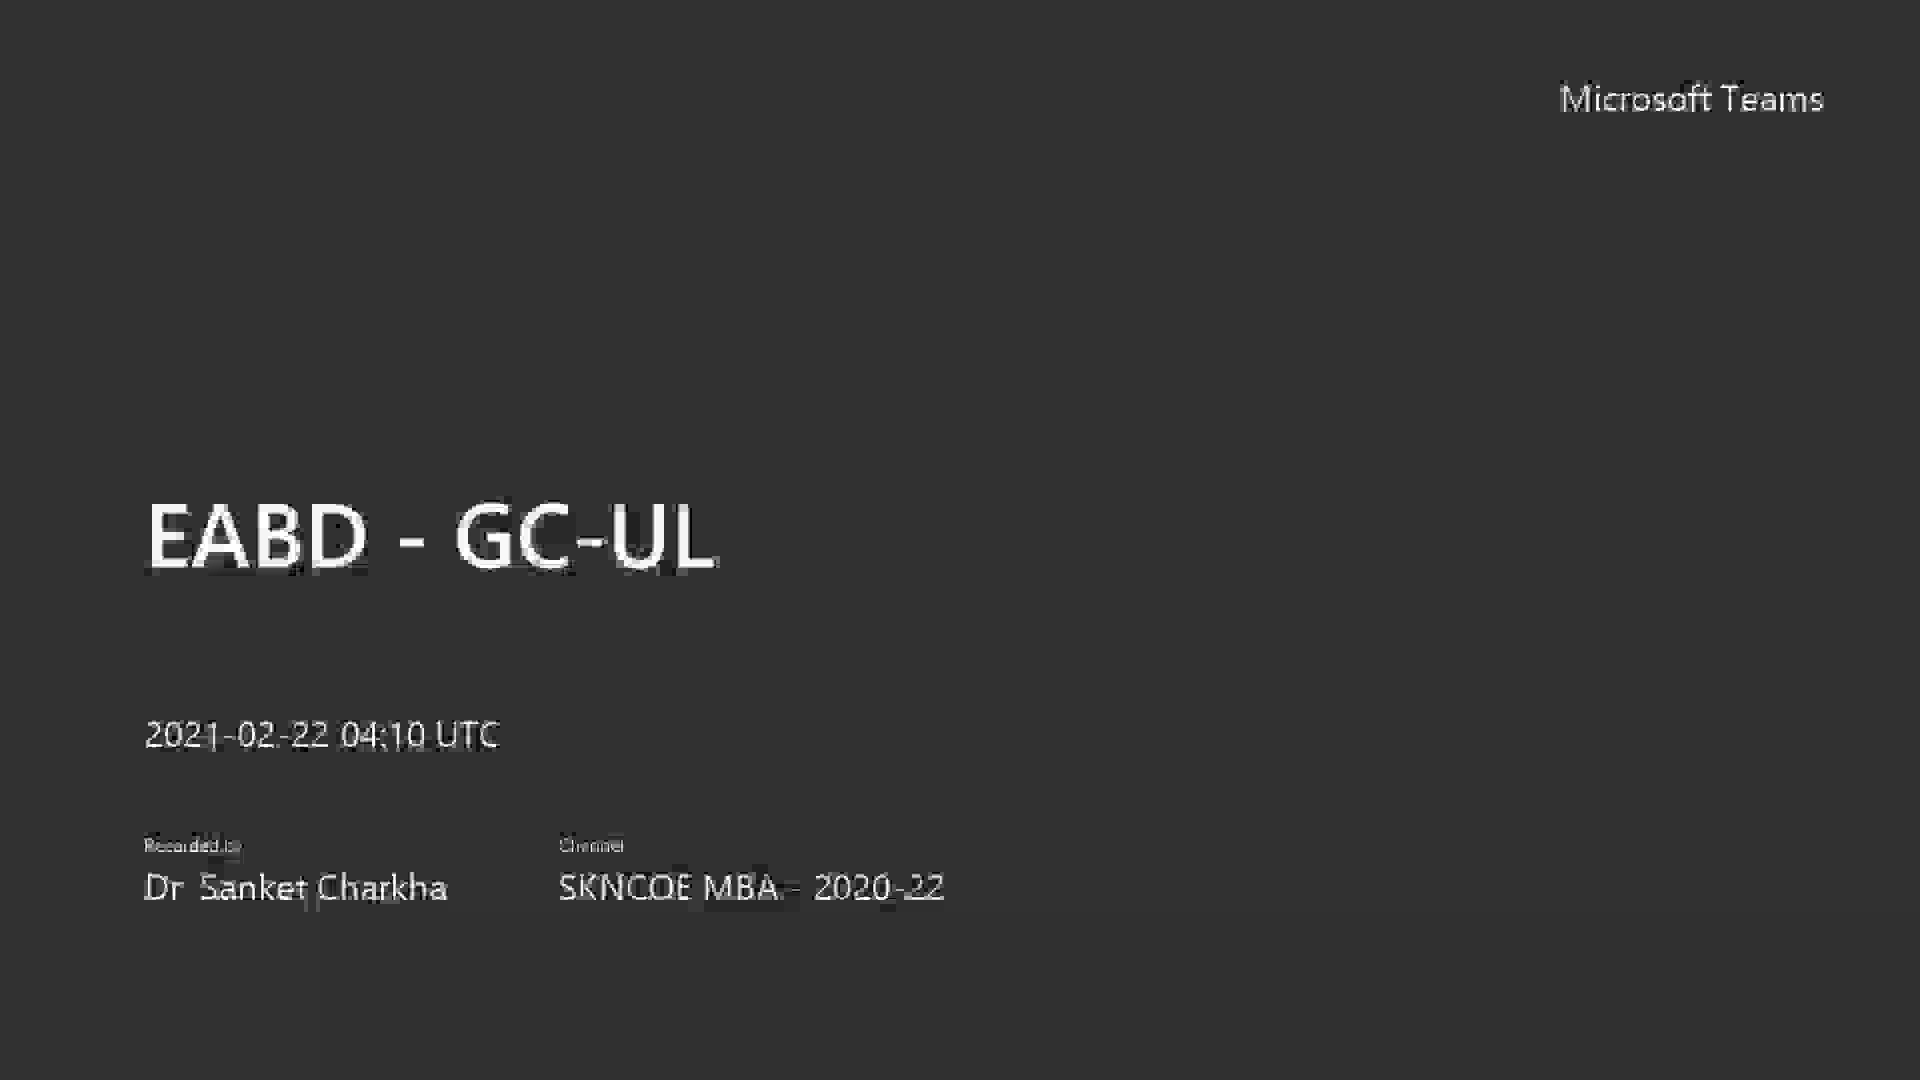 Microsoft Teams
EABD - GC-UL
2021-02-22 04:10 UTC
Recorded by
Channel
Dr Sanket Charkha
SKNCOE MBA - 2020-22